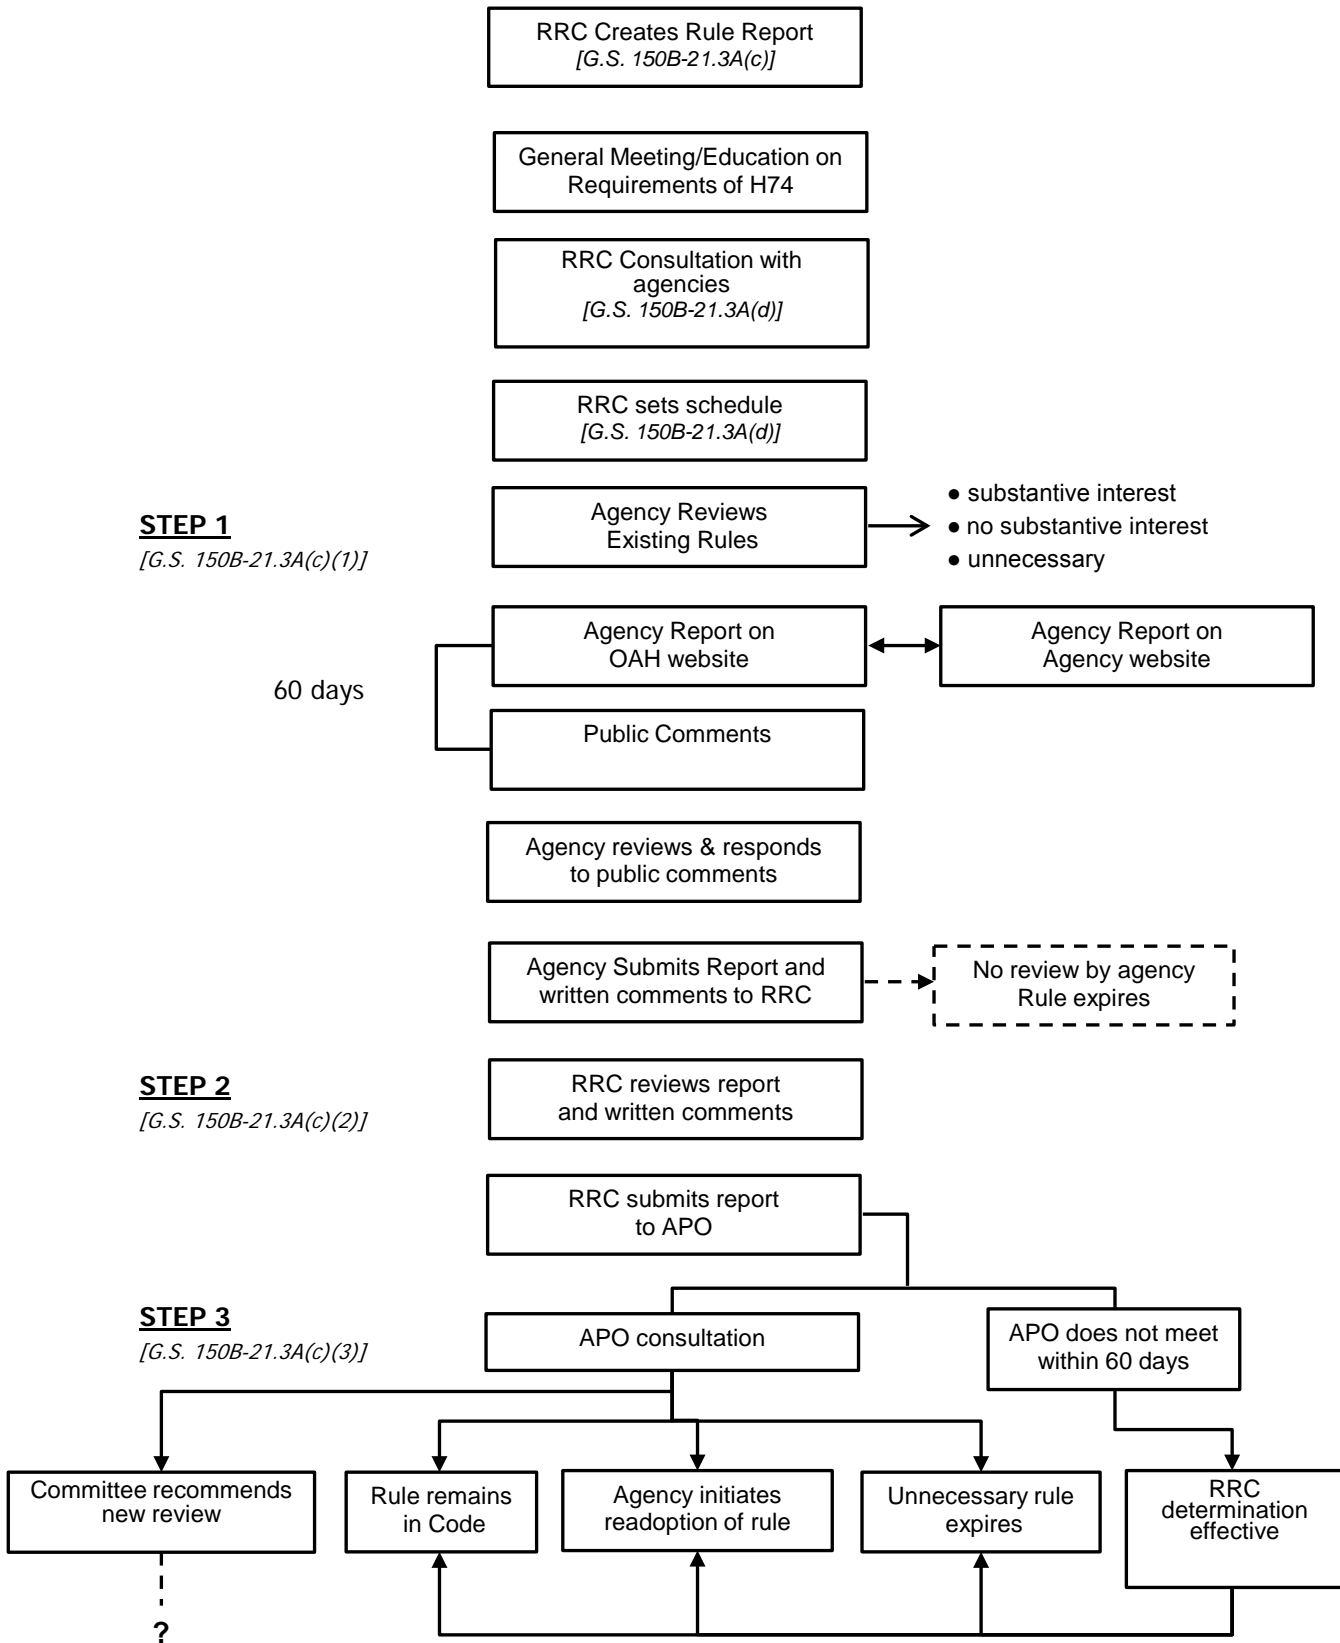 RRC Creates Rule Report
[G.S. 150B-21.3A(c)]
General Meeting/Education on
Requirements of H74
RRC Consultation with
agencies
[G.S. 150B-21.3A(d)]
RRC sets schedule
[G.S. 150B-21.3A(d)]
STEP 1
[G.S. 150B-21.3A(c)(1)]
Agency Reviews
Existing Rules
● substantive interest
● no substantive interest
● unnecessary
60 days
Agency Report on
OAH website
Agency Report on
Agency website
Public Comments
Agency reviews & responds
to public comments
Agency Submits Report and
written comments to RRC
No review by agency
Rule expires
STEP 2
[G.S. 150B-21.3A(c)(2)]
RRC reviews report
and written comments
RRC submits report
to APO
STEP 3
[G.S. 150B-21.3A(c)(3)]
APO consultation
APO does not meet
within 60 days
Committee recommends
new review
Rule remains
in Code
Agency initiates
readoption of rule
Unnecessary rule
expires
RRC
determination
effective
?